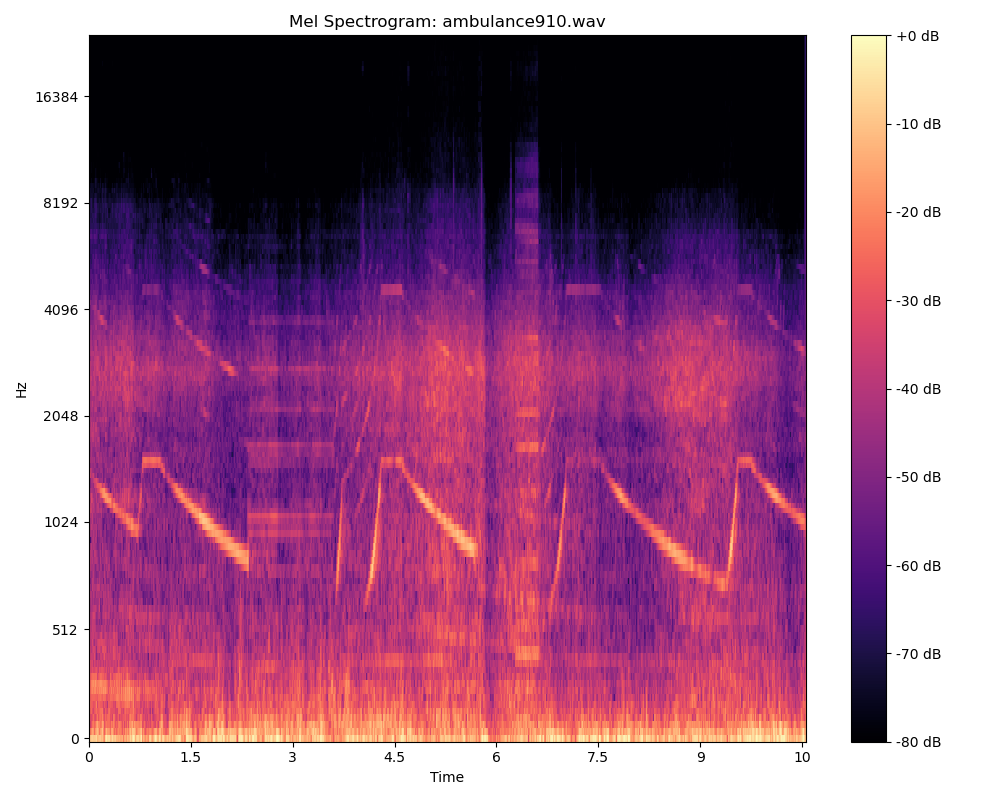 Mel Spectrogram: ambulance910.wav
+0 dB
16384
-10 dB
8192
-20 dB
4096
-30 dB
Hz
-40 dB
2048
-50 dB
1024
-60 dB
512
-70 dB
0
-80 dB
0 1.5 3 4.5 6 7.5 9 10
Time